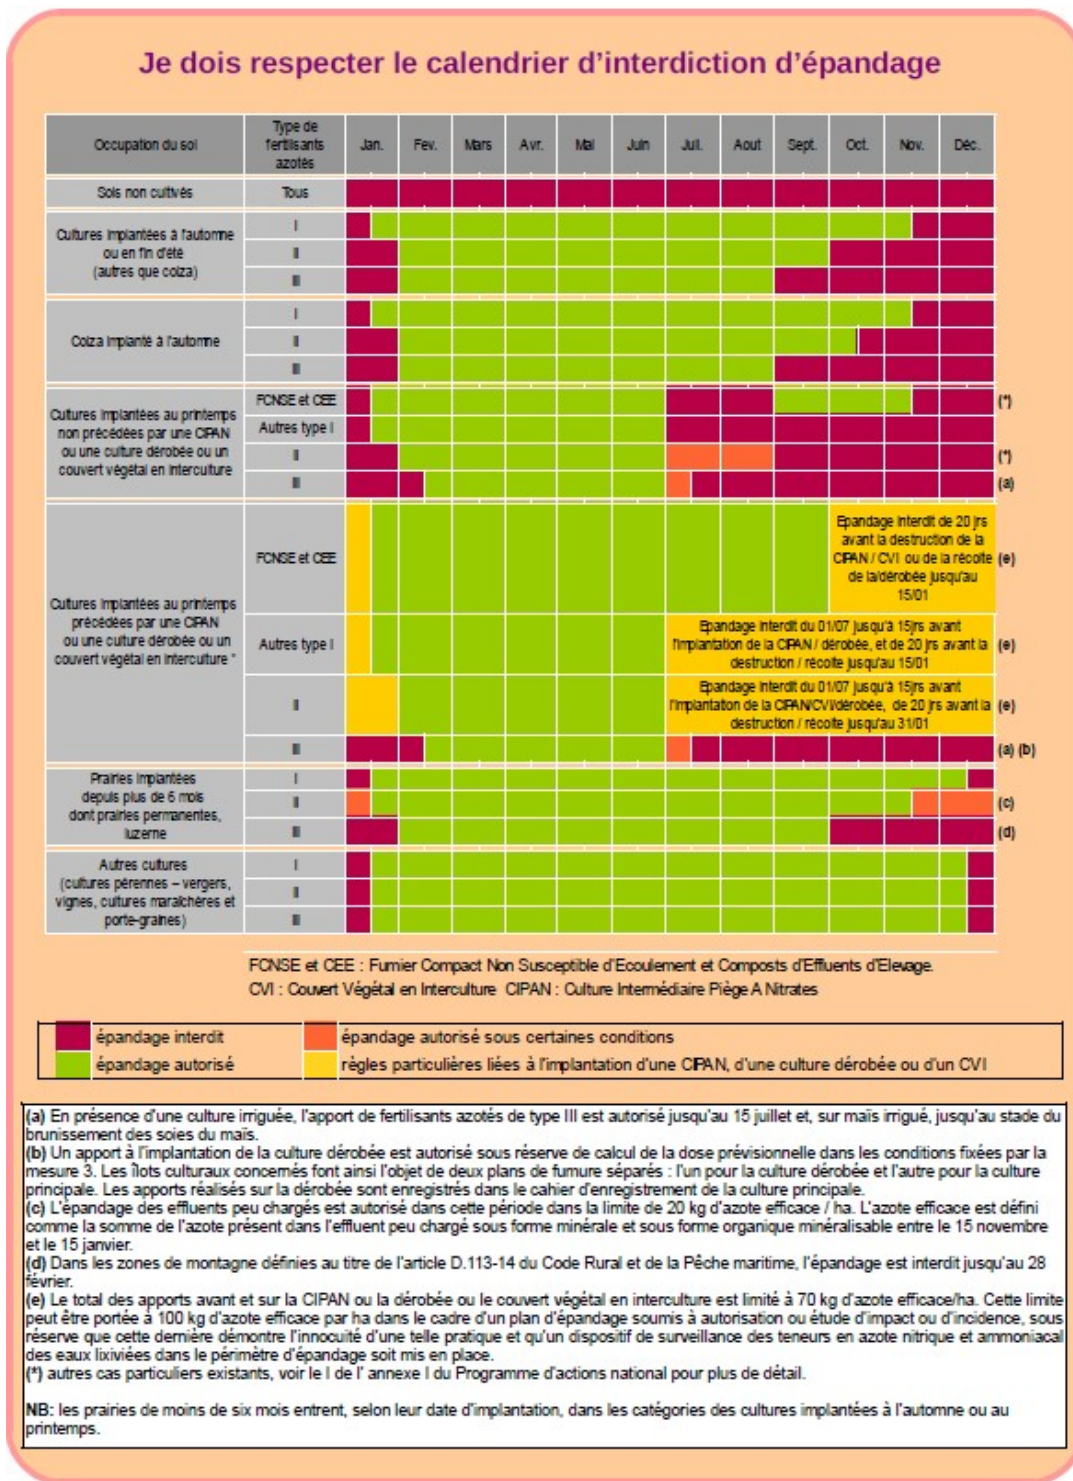 Je dois respecter le calendrier d'interdiction d'épandage
Occupation du sol
Type de
fertilisants
azotés
Jan.
Fev.
Mars
Avr.
Mai
Juin
Juil.
Aout
Sept.
Oct.
Nov.
Déc.
Sols non cultivés
Tous
Cultures implantées à l'automne
ou en fin d'été
(autres que colza)
I
II
III
Colza implanté à l'automne
I
II
III
Cultures implantées au printemps
non précédées par une CIPAN
ou une culture dérobée ou un
couvert végétal en interculture
FCNSE et CEE
(*)
Autres type I
II
(*)
III
(a)
Cultures implantées au printemps
précédées par une CIPAN
ou une culture dérobée ou un
couvert végétal en interculture *
FCNSE et CEE
Epandage interdit de 20 jrs
avant la destruction de la
CIPAN / CVI ou de la récolte
de la/dérobée jusqu'au
15/01
(e)
Autres type I
Epandage interdit du 01/07 jusqu'à 15jrs avant
l'implantation de la CIPAN / dérobée, et de 20 jrs avant la
destruction / récolte jusqu'au 15/01
(e)
II
Epandage interdit du 01/07 jusqu'à 15jrs avant
l'implantation de la CIPAN/CVI/dérobée, de 20 jrs avant la
destruction / récolte jusqu'au 31/01
(e)
III
(a) (b)
Prairies implantées
depuis plus de 6 mois
dont prairies permanentes,
luzerne
I
II
(c)
III
(d)
Autres cultures
(cultures pérennes – vergers,
vignes, cultures maraîchères et
porte-graines)
I
II
III
FCNSE et CEE : Fumier Compact Non Susceptible d'Ecoulement et Composts d'Effluents d'Elevage.
CVI : Couvert Végétal en Interculture CIPAN : Culture Intermédiaire Piège A Nitrates
épandage interdit
épandage autorisé sous certaines conditions
épandage autorisé
règles particulières liées à l'implantation d'une CIPAN, d'une culture dérobée ou d'un CVI
(a) En présence d'une culture irriguée, l'apport de fertilisants azotés de type III est autorisé jusqu'au 15 juillet et, sur maïs irrigué, jusqu'au stade du
brunissement des soies du maïs.
(b) Un apport à l'implantation de la culture dérobée est autorisé sous réserve de calcul de la dose prévisionnelle dans les conditions fixées par la
mesure 3. Les îlots culturaux concernés font ainsi l'objet de deux plans de fumure séparés : l'un pour la culture dérobée et l'autre pour la culture
principale. Les apports réalisés sur la dérobée sont enregistrés dans le cahier d'enregistrement de la culture principale.
(c) L'épandage des effluents peu chargés est autorisé dans cette période dans la limite de 20 kg d'azote efficace / ha. L'azote efficace est défini
comme la somme de l'azote présent dans l'effluent peu chargé sous forme minérale et sous forme organique minéralisable entre le 15 novembre
et le 15 janvier.
(d) Dans les zones de montagne définies au titre de l'article D.113-14 du Code Rural et de la Pêche maritime, l'épandage est interdit jusqu'au 28
février.
(e) Le total des apports avant et sur la CIPAN ou la dérobée ou le couvert végétal en interculture est limité à 70 kg d'azote efficace/ha. Cette limite
peut être portée à 100 kg d'azote efficace par ha dans le cadre d'un plan d'épandage soumis à autorisation ou étude d'impact ou d'incidence, sous
réserve que cette dernière démontre l'innocuité d'une telle pratique et qu'un dispositif de surveillance des teneurs en azote nitrique et ammoniacal
des eaux lixiviées dans le périmètre d'épandage soit mis en place.
(*) autres cas particuliers existants, voir le I de l' annexe I du Programme d'actions national pour plus de détail.
NB: les prairies de moins de six mois entrent, selon leur date d'implantation, dans les catégories des cultures implantées à l'automne ou au
printemps.